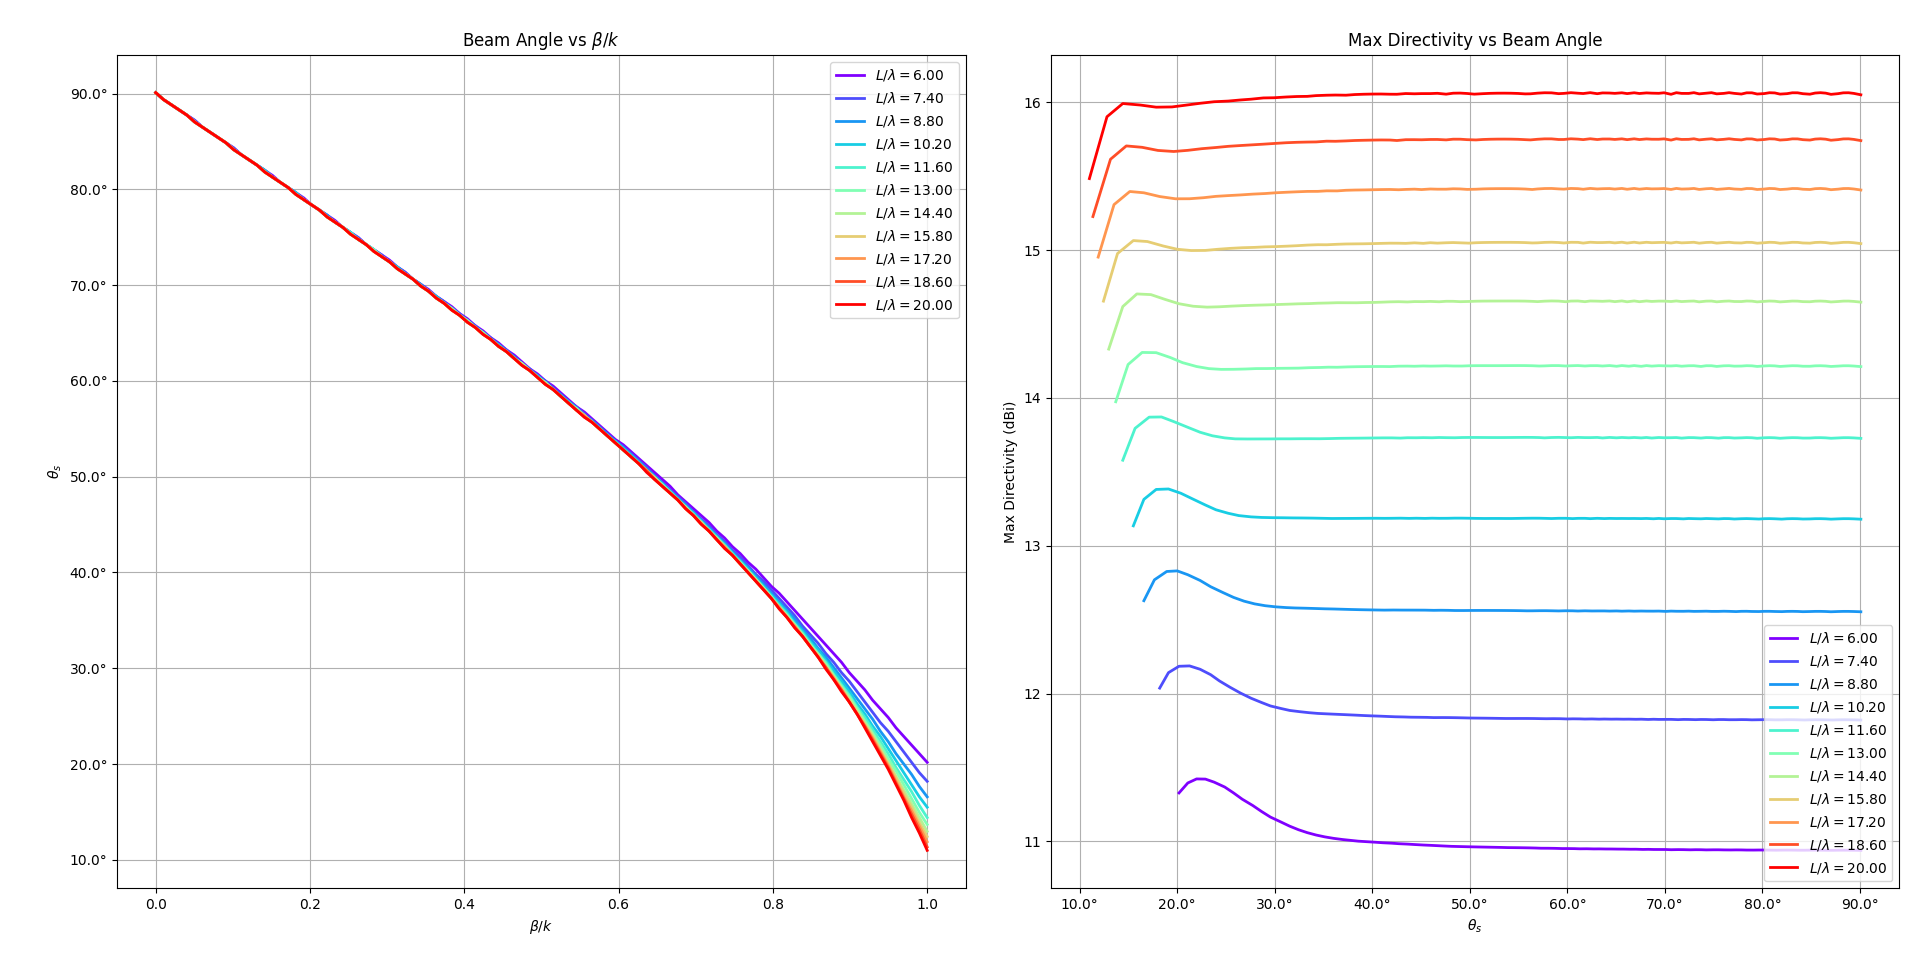 Beam Angle vs β/k
θs
90.0°
80.0°
70.0°
60.0°
50.0°
40.0°
30.0°
20.0°
10.0°
0.0 0.2 0.4 0.6 0.8 1.0
β/k
L/λ = 6.00
L/λ = 7.40
L/λ = 8.80
L/λ = 10.20
L/λ = 11.60
L/λ = 13.00
L/λ = 14.40
L/λ = 15.80
L/λ = 17.20
L/λ = 18.60
L/λ = 20.00
Max Directivity vs Beam Angle
Max Directivity (dBi)
16
15
14
13
12
11
10.0° 20.0° 30.0° 40.0° 50.0° 60.0° 70.0° 80.0° 90.0°
θs
L/λ = 6.00
L/λ = 7.40
L/λ = 8.80
L/λ = 10.20
L/λ = 11.60
L/λ = 13.00
L/λ = 14.40
L/λ = 15.80
L/λ = 17.20
L/λ = 18.60
L/λ = 20.00